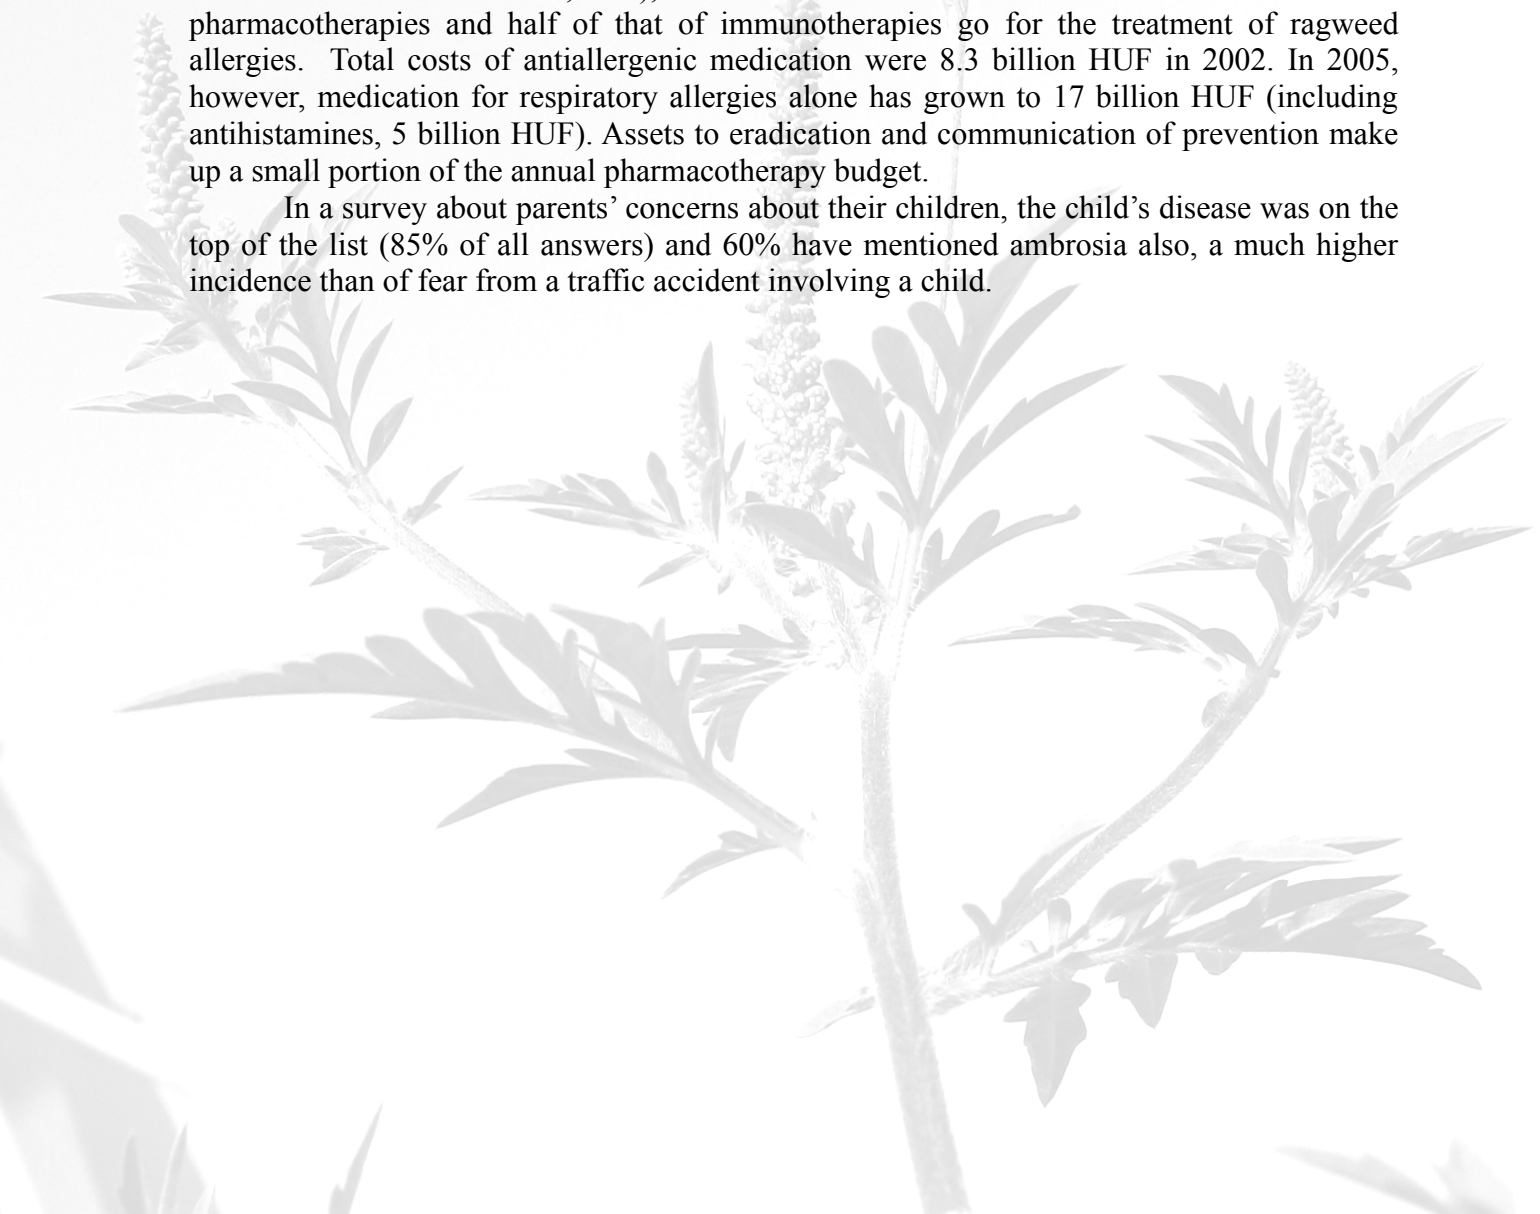 pharmacotherapies and half of that of immunotherapies go for the treatment of ragweed
allergies.  Total costs of antiallergenic medication were 8.3 billion HUF in 2002. In 2005,
however, medication for respiratory allergies alone has grown to 17 billion HUF (including
antihistamines, 5 billion HUF). Assets to eradication and communication of prevention make
up a small portion of the annual pharmacotherapy budget.
In a survey about parents’ concerns about their children, the child’s disease was on the
top of the list (85% of all answers) and 60% have mentioned ambrosia also, a much higher
incidence than of fear from a traffic accident involving a child.